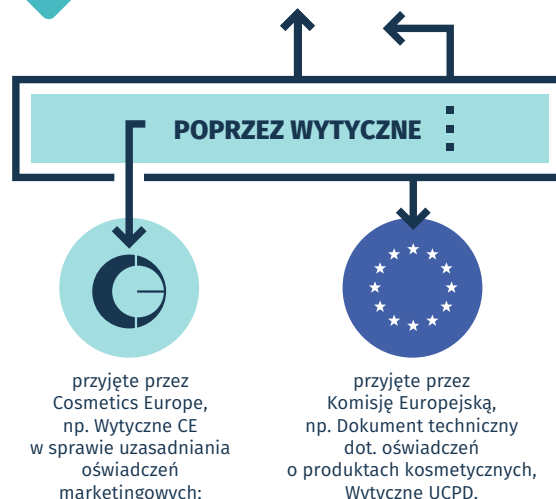 POPRZEZ WYTYCZNE
przyjęte przez
Cosmetics Europe,
np. Wytyczne CE
w sprawie uzasadniania
oświadczeń
marketingowych;
przyjęte przez
Komisję Europejską,
np. Dokument techniczny
dot. oświadczeń
o produktach kosmetycznych,
Wytyczne UCPD.